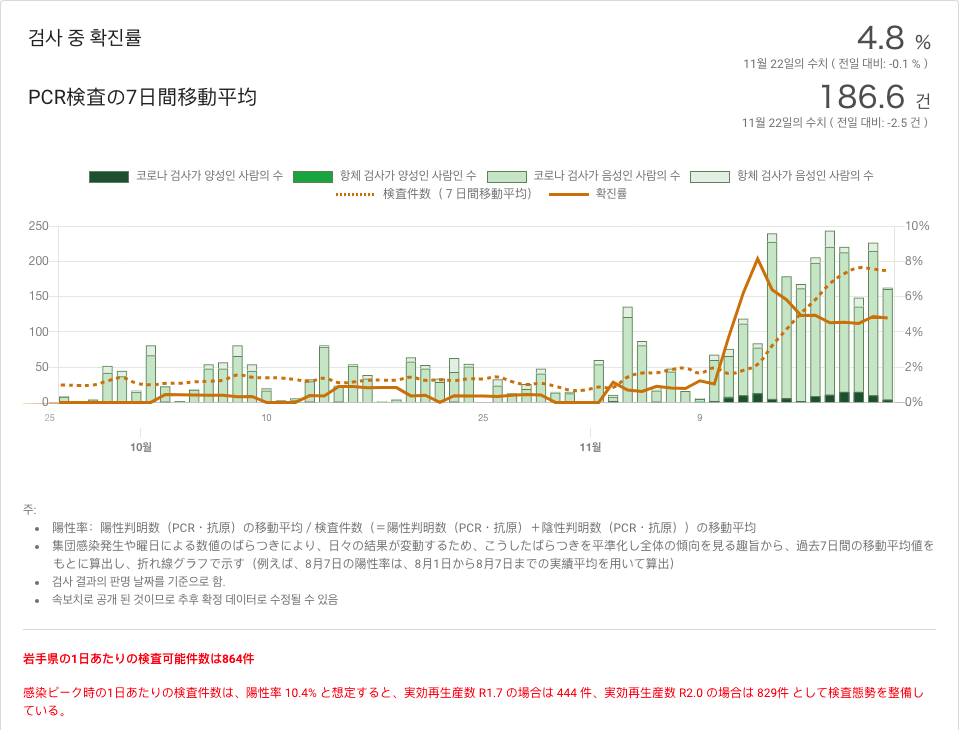 검사 중 확진률
4.8 %
11월 22일의 수치 ( 전일 대비: -0.1 % )
PCR検査の7日間移動平均
186.6 건
11월 22일의 수치 ( 전일 대비: -2.5 건 )
코로나 검사가 양성인 사람의 수 항체 검사가 양성인 사람인 수 코로나 검사가 음성인 사람의 수 항체 검사가 음성인 사람의 수
検査件数（７日間移動平均） 확진률
250 10%
200 8%
150 6%
100 4%
50 2%
0 0%
25 10 25 9
10월 11월
주:
陽性率：陽性判明数（PCR・抗原）の移動平均 / 検査件数（＝陽性判明数（PCR・抗原）＋陰性判明数（PCR・抗原））の移動平均
集団感染発生や曜日による数値のばらつきにより、日々の結果が変動するため、こうしたばらつきを平準化し全体の傾向を見る趣旨から、過去7日間の移動平均値を
もとに算出し、折れ線グラフで示す（例えば、8月7日の陽性率は、8月1日から8月7日までの実績平均を用いて算出）
검사 결과의 판명 날짜를 기준으로 함.
속보치로 공개 된 것이므로 추후 확정 데이터로 수정될 수 있음
岩手県の1日あたりの検査可能件数は864件
感染ピーク時の1日あたりの検査件数は、陽性率 10.4% と想定すると、実効再生産数 R1.7 の場合は 444 件、実効再生産数 R2.0 の場合は 829件 として検査態勢を整備し
ている。